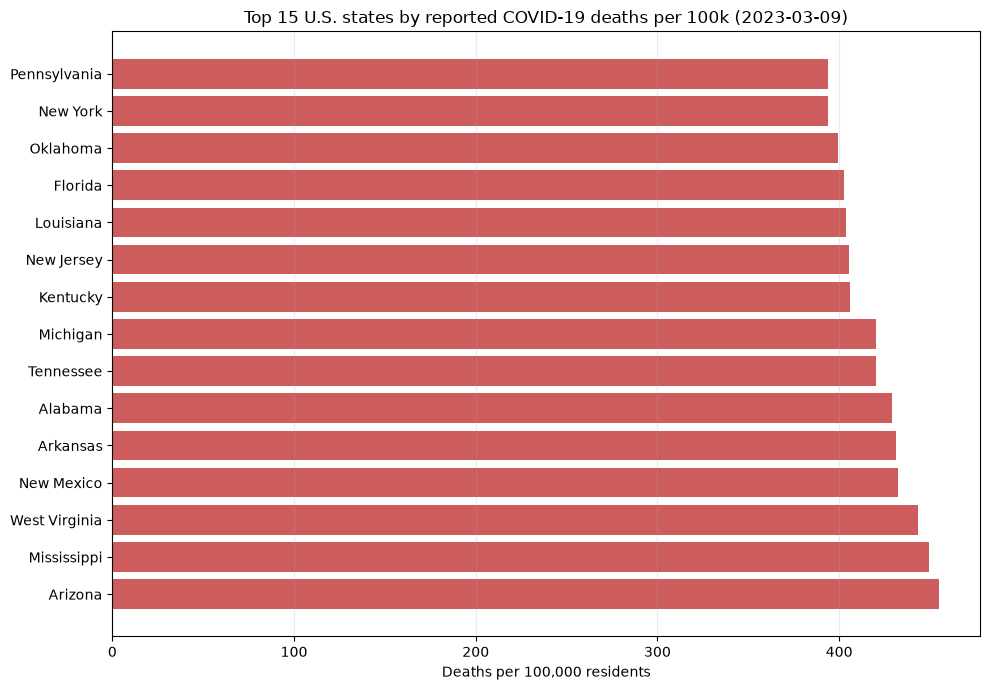 Top 15 U.S. states by reported COVID-19 deaths per 100k (2023-03-09)
Pennsylvania
New York
Oklahoma
Florida
Louisiana
New Jersey
Kentucky
Michigan
Tennessee
Alabama
Arkansas
New Mexico
West Virginia
Mississippi
Arizona
0 100 200 300 400
Deaths per 100,000 residents